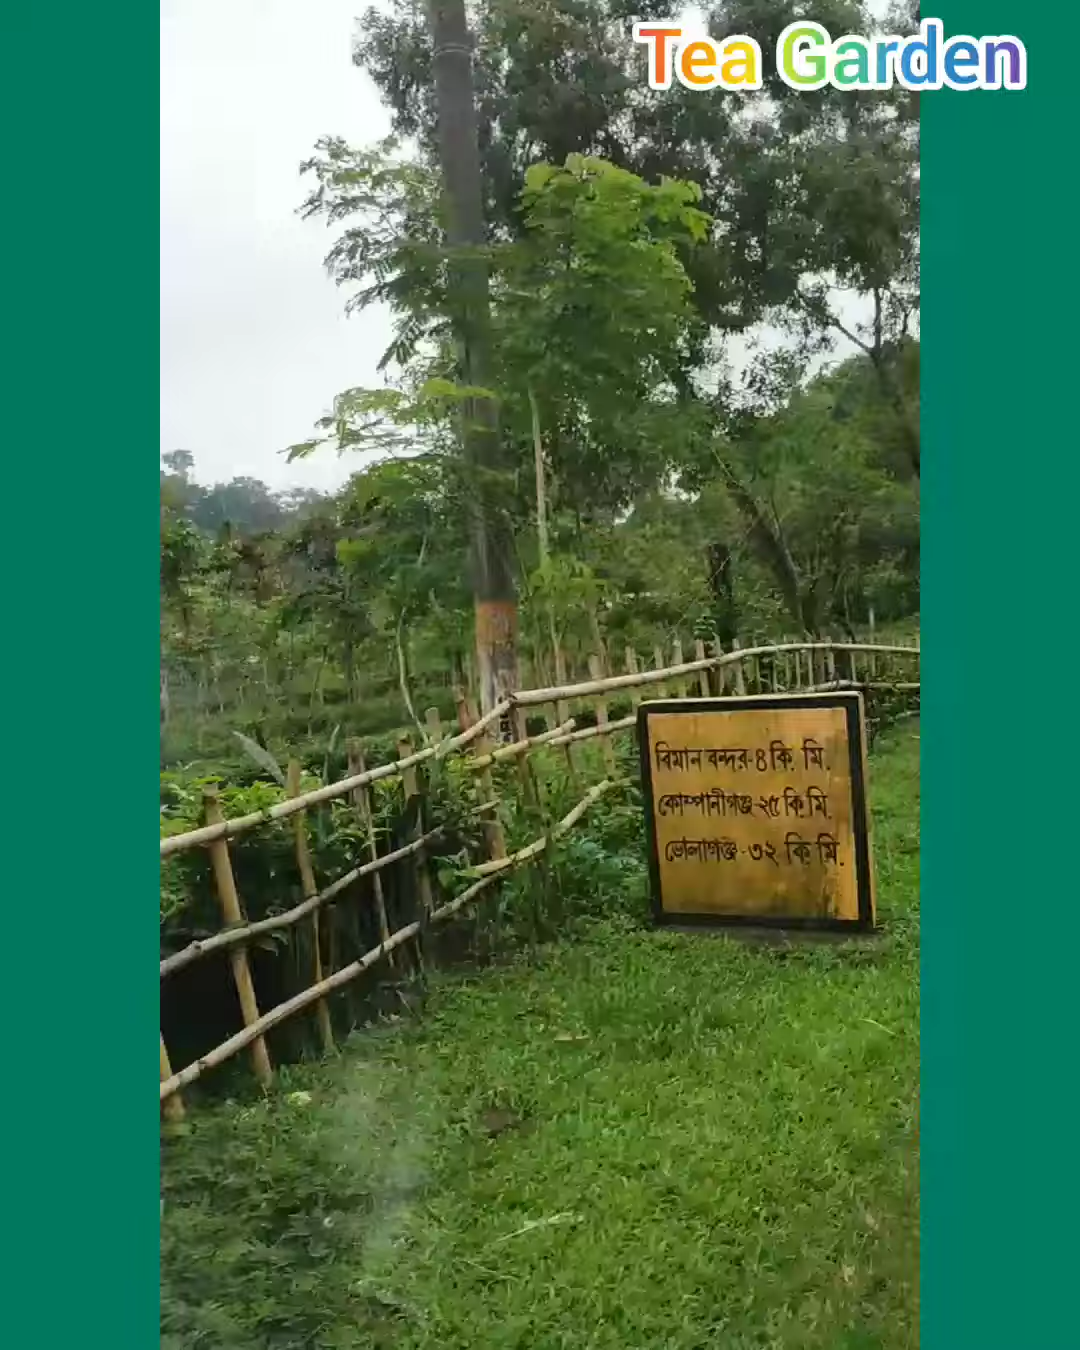 Tea Garden
বিমান বন্দর-৪ কি. মি.
কোম্পানীগঞ্জ-২৫ কি.মি.
ভোলাগঞ্জ-৩২ কি. মি.